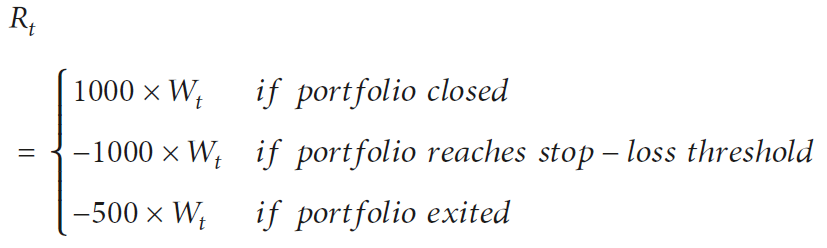 R_t
= { 1000 × W_t if portfolio closed
−1000 × W_t if portfolio reaches stop − loss threshold
−500 × W_t if portfolio exited